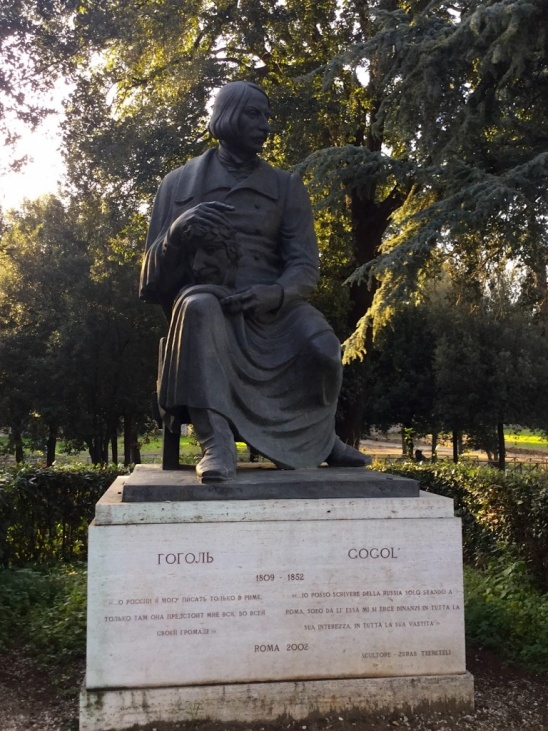 ГОГОЛЬ
GOGOL'
1809 - 1852
«..О РОССИИ Я МОГУ ПИСАТЬ ТОЛЬКО В РИМЕ,
ТОЛЬКО ТАМ ОНА ПРЕДСТОИТ МНЕ ВСЯ, ВО ВСЕЙ
СВОЕЙ ГРОМАДЕ»
«...IO POSSO SCRIVERE DELLA RUSSIA SOLO STANDO A
ROMA, SOLO DA LI' ESSA MI SI ERGE DINANZI IN TUTTA LA
SUA INTEREZZA, IN TUTTA LA SUA VASTITA'»
ROMA 2002
SCULTORE - ZURAB TSERETELI